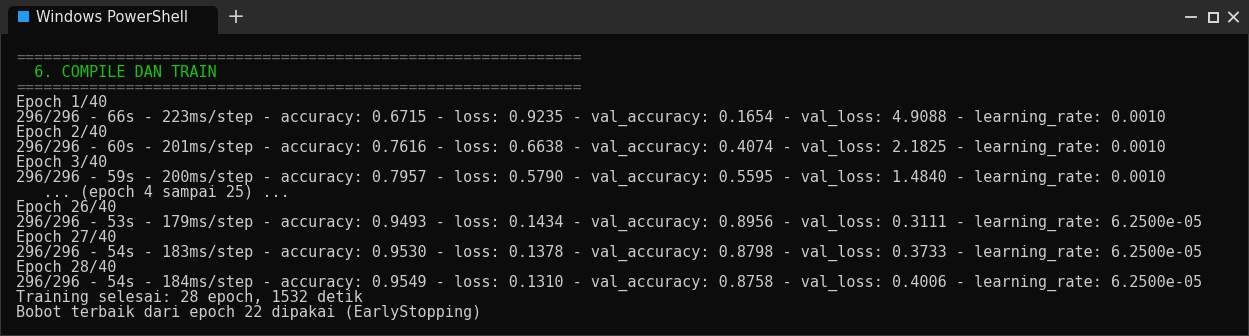 Windows PowerShell
==============================================================
6. COMPILE DAN TRAIN
==============================================================
Epoch 1/40
296/296 - 66s - 223ms/step - accuracy: 0.6715 - loss: 0.9235 - val_accuracy: 0.1654 - val_loss: 4.9088 - learning_rate: 0.0010
Epoch 2/40
296/296 - 60s - 201ms/step - accuracy: 0.7616 - loss: 0.6638 - val_accuracy: 0.4074 - val_loss: 2.1825 - learning_rate: 0.0010
Epoch 3/40
296/296 - 59s - 200ms/step - accuracy: 0.7957 - loss: 0.5790 - val_accuracy: 0.5595 - val_loss: 1.4840 - learning_rate: 0.0010
... (epoch 4 sampai 25) ...
Epoch 26/40
296/296 - 53s - 179ms/step - accuracy: 0.9493 - loss: 0.1434 - val_accuracy: 0.8956 - val_loss: 0.3111 - learning_rate: 6.2500e-05
Epoch 27/40
296/296 - 54s - 183ms/step - accuracy: 0.9530 - loss: 0.1378 - val_accuracy: 0.8798 - val_loss: 0.3733 - learning_rate: 6.2500e-05
Epoch 28/40
296/296 - 54s - 184ms/step - accuracy: 0.9549 - loss: 0.1310 - val_accuracy: 0.8758 - val_loss: 0.4006 - learning_rate: 6.2500e-05
Training selesai: 28 epoch, 1532 detik
Bobot terbaik dari epoch 22 dipakai (EarlyStopping)